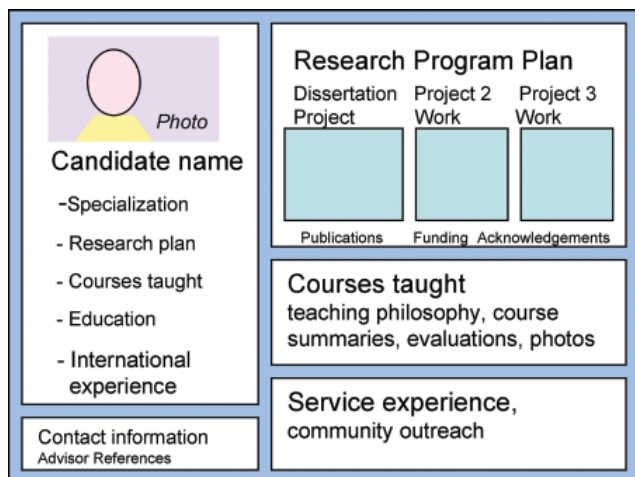 Photo
Candidate name
-Specialization
- Research plan
- Courses taught
- Education
- International
experience
Contact information
Advisor References
Research Program Plan
Dissertation Project 2 Project 3
Project Work Work
Publications Funding Acknowledgements
Courses taught
teaching philosophy, course
summaries, evaluations, photos
Service experience,
community outreach